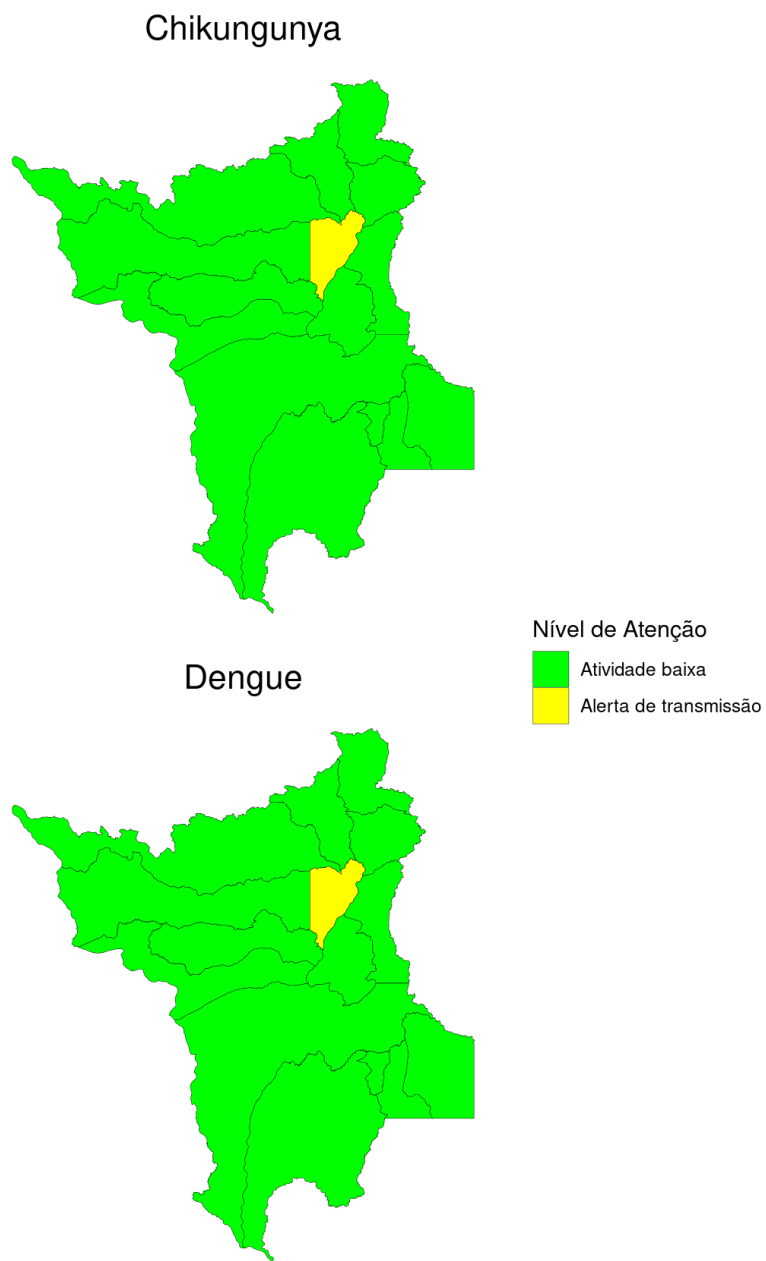 Chikungunya
Nível de Atenção
Atividade baixa
Dengue
Alerta de transmissão